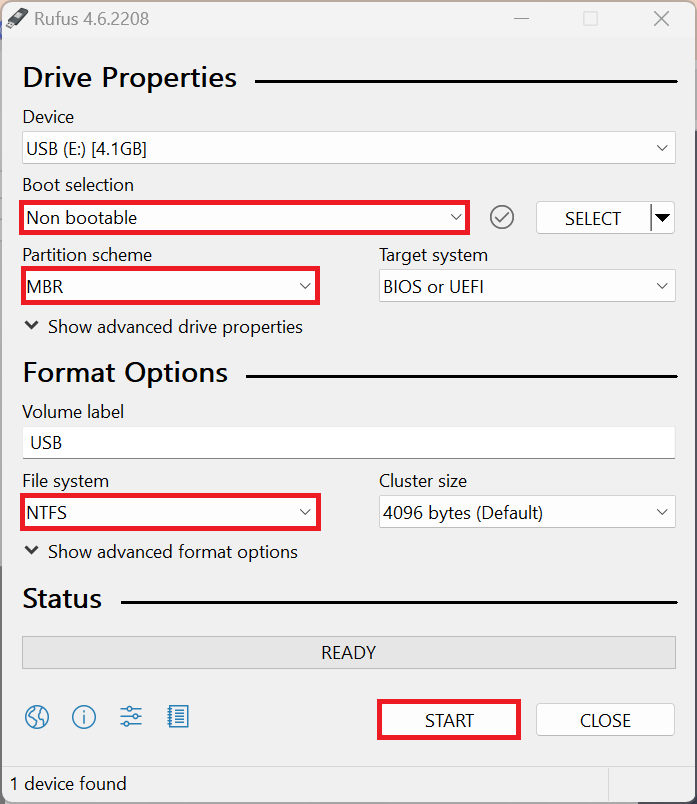 Rufus 4.6.2208
Drive Properties
Device
USB (E:) [4.1GB]
Boot selection
Non bootable
SELECT
Partition scheme
Target system
MBR
BIOS or UEFI
Show advanced drive properties
Format Options
Volume label
USB
File system
Cluster size
NTFS
4096 bytes (Default)
Show advanced format options
Status
READY
START
CLOSE
1 device found